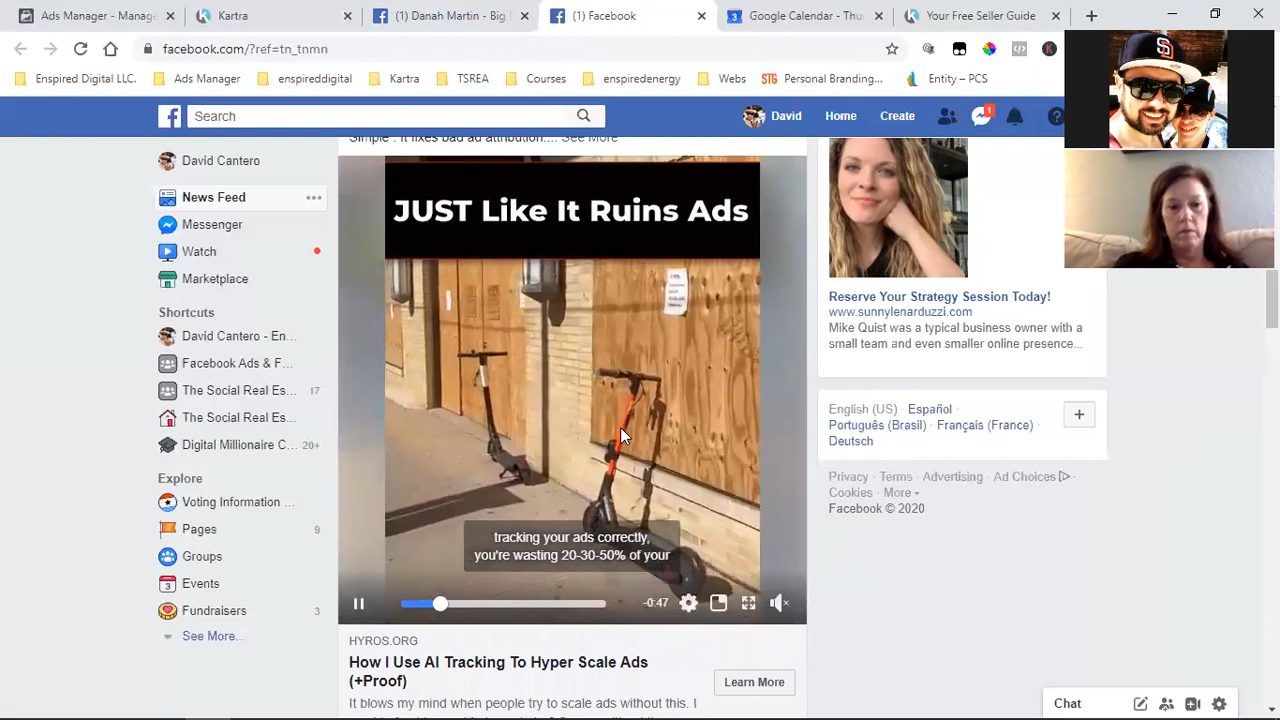 Ads Manager - Manage
Kartra
(1) Danah Martin - Big
(1) Facebook
Google Calendar - Thu
Your Free Seller Guide
facebook.com/?ref=tn_tnmn
Enspired Digital LLC.
Ads Manager
enspireddigital
Kartra
TSREA
Courses
enspiredenergy
Webs
STG Personal Branding...
Entity – PCS
Search
David
Home
Create
1
David Cantero
News Feed
Messenger
Watch
Marketplace
Shortcuts
David Cantero - En...
Facebook Ads & F...
The Social Real Es... 17
The Social Real Es...
Digital Millionaire C... 20+
Explore
Voting Information ...
Pages 9
Groups
Events
Fundraisers 3
See More...
Simple : It fixes bad ad attribution.... See More
JUST Like It Ruins Ads
tracking your ads correctly,
you're wasting 20-30-50% of your
-0:47
HYROS.ORG
How I Use AI Tracking To Hyper Scale Ads
(+Proof)
Learn More
It blows my mind when people try to scale ads without this. I
Reserve Your Strategy Session Today!
www.sunnylenarduzzi.com
Mike Quist was a typical business owner with a
small team and even smaller online presence...
English (US) · Español ·
Português (Brasil) · Français (France) ·
Deutsch
Privacy · Terms · Advertising · Ad Choices ·
Cookies · More
Facebook © 2020
Chat